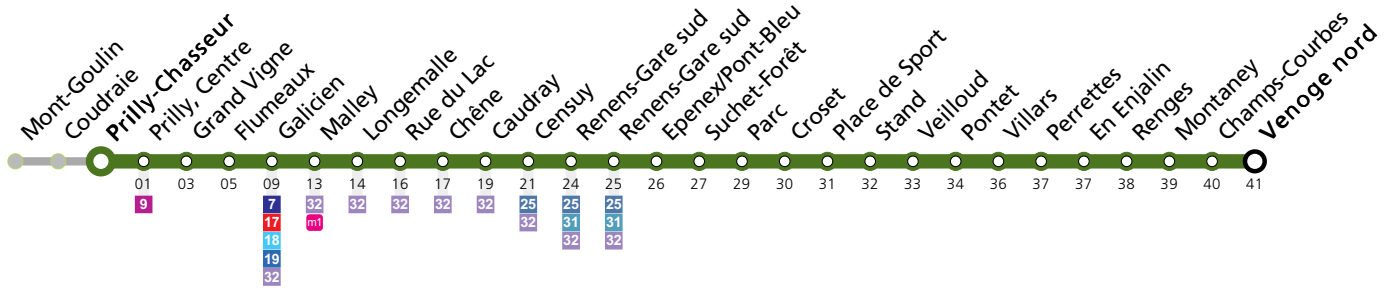 Mont-Goulin
Coudraie
Prilly-Chasseur
Prilly, Centre
Grand Vigne
Flumeaux
Galicien
Malley
Longemalle
Rue du Lac
Chêne
Caudray
Censuy
Renens-Gare sud
Renens-Gare sud
Epenex/Pont-Bleu
Suchet-Forêt
Parc
Croset
Place de Sport
Stand
Veilloud
Pontet
Villars
Perrettes
En Enjalin
Renges
Montaney
Champs-Courbes
Venoge nord
01 03 05 09 13 14 16 17 19 21 24 25 26 27 29 30 31 32 33 34 36 37 37 38 39 40 41
9 7 32 32 32 32 32 25 25 25
17 m1 32 31 31
18 32 32
19
32